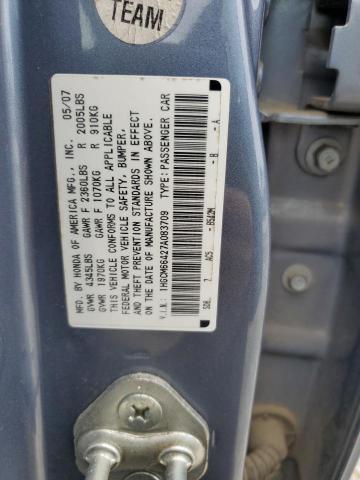 TEAM
MFD. BY HONDA OF AMERICA MFG., INC. 05/07
GVWR 4345LBS GAWR F 2360LBS R 2005LBS
GVWR 1970KG GAWR F 1070KG R 910KG
THIS VEHICLE CONFORMS TO ALL APPLICABLE
FEDERAL MOTOR VEHICLE SAFETY, BUMPER,
AND THEFT PREVENTION STANDARDS IN EFFECT
ON THE DATE OF MANUFACTURE SHOWN ABOVE.
V.I.N.: 1HGCM66427A083709 TYPE: PASSENGER CAR
- B - A